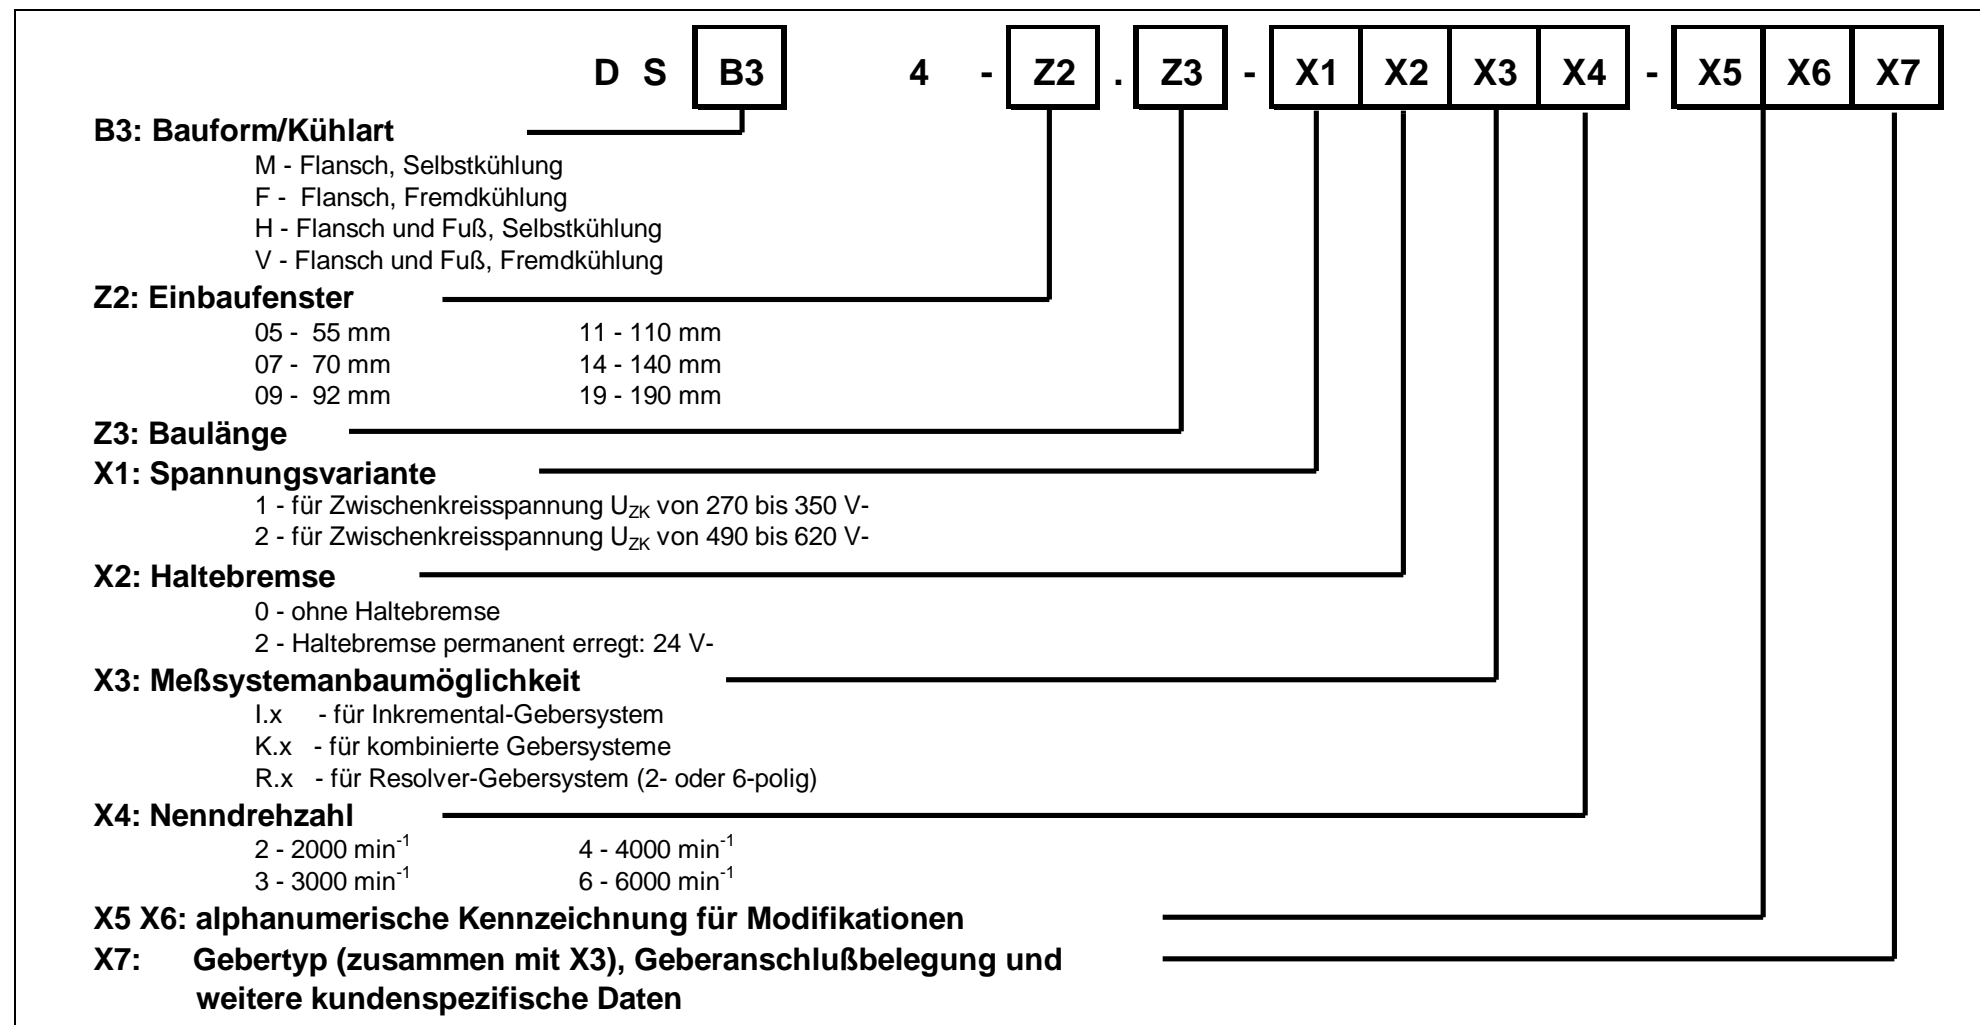 D S B3 4 - Z2 . Z3 - X1 X2 X3 X4 - X5 X6 X7
B3: Bauform/Kühlart
M - Flansch, Selbstkühlung
F - Flansch, Fremdkühlung
H - Flansch und Fuß, Selbstkühlung
V - Flansch und Fuß, Fremdkühlung
Z2: Einbaufenster
05 - 55 mm 11 - 110 mm
07 - 70 mm 14 - 140 mm
09 - 92 mm 19 - 190 mm
Z3: Baulänge
X1: Spannungsvariante
1 - für Zwischenkreisspannung UZK von 270 bis 350 V-
2 - für Zwischenkreisspannung UZK von 490 bis 620 V-
X2: Haltebremse
0 - ohne Haltebremse
2 - Haltebremse permanent erregt: 24 V-
X3: Meßsystemanbaumöglichkeit
I.x - für Inkremental-Gebersystem
K.x - für kombinierte Gebersysteme
R.x - für Resolver-Gebersystem (2- oder 6-polig)
X4: Nenndrehzahl
2 - 2000 min-1 4 - 4000 min-1
3 - 3000 min-1 6 - 6000 min-1
X5 X6: alphanumerische Kennzeichnung für Modifikationen
X7: Gebertyp (zusammen mit X3), Geberanschlußbelegung und
weitere kundenspezifische Daten